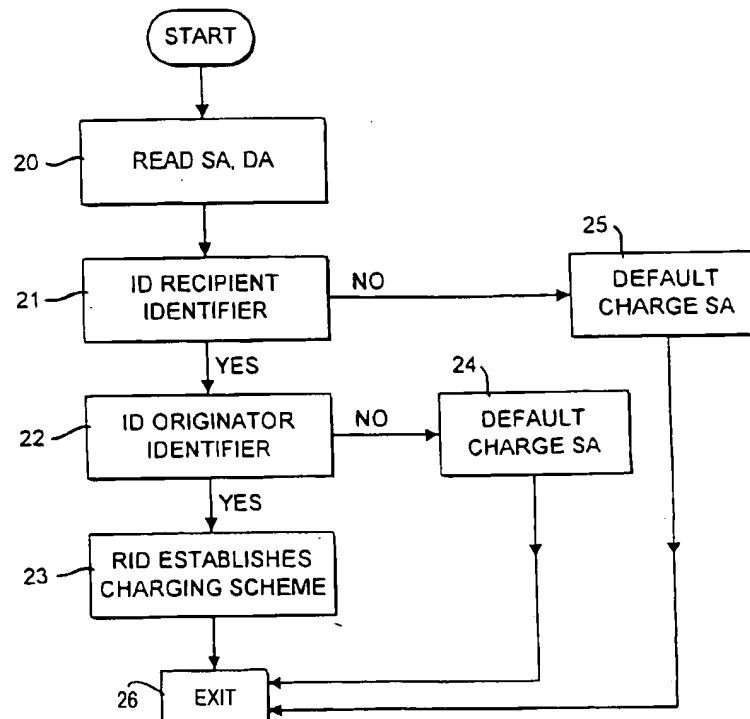 START
20
READ SA, DA
25
21
ID RECIPIENT
IDENTIFIER
NO
DEFAULT
CHARGE SA
YES
24
22
ID ORIGINATOR
IDENTIFIER
NO
DEFAULT
CHARGE SA
YES
23
RID ESTABLISHES
CHARGING SCHEME
26
EXIT